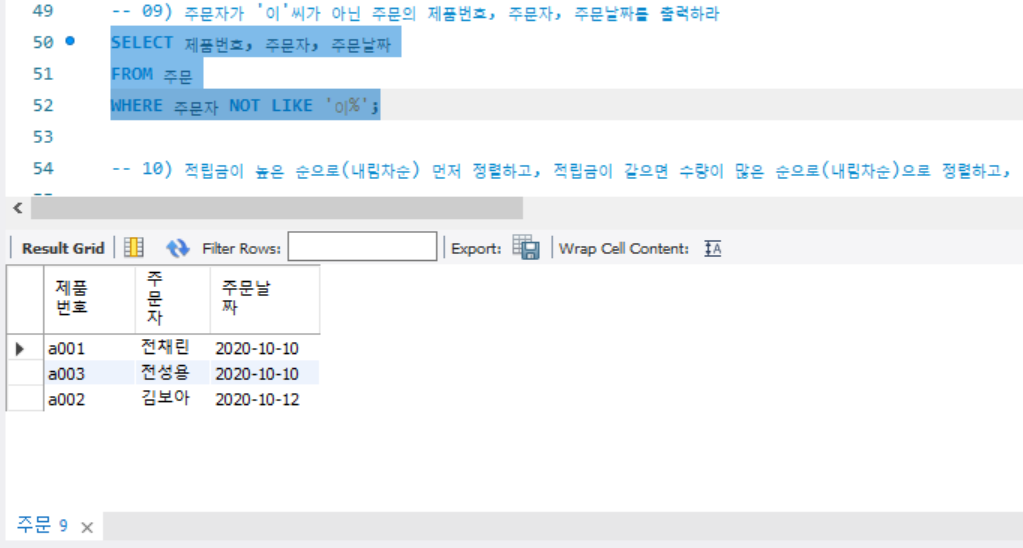 49 -- 09) 주문자가 '이'씨가 아닌 주문의 제품번호, 주문자, 주문날짜를 출력하라
50 SELECT 제품번호, 주문자, 주문날짜
51 FROM 주문
52 WHERE 주문자 NOT LIKE '이%';
53
54 -- 10) 적립금이 높은 순으로(내림차순) 먼저 정렬하고, 적립금이 같으면 수량이 많은 순으로(내림차순)으로 정렬하고,
Result Grid Filter Rows: Export: Wrap Cell Content: IA
제품번호 주문자 주문날짜
a001 전채린 2020-10-10
a003 전성용 2020-10-10
a002 김보아 2020-10-12
주문 9 ×